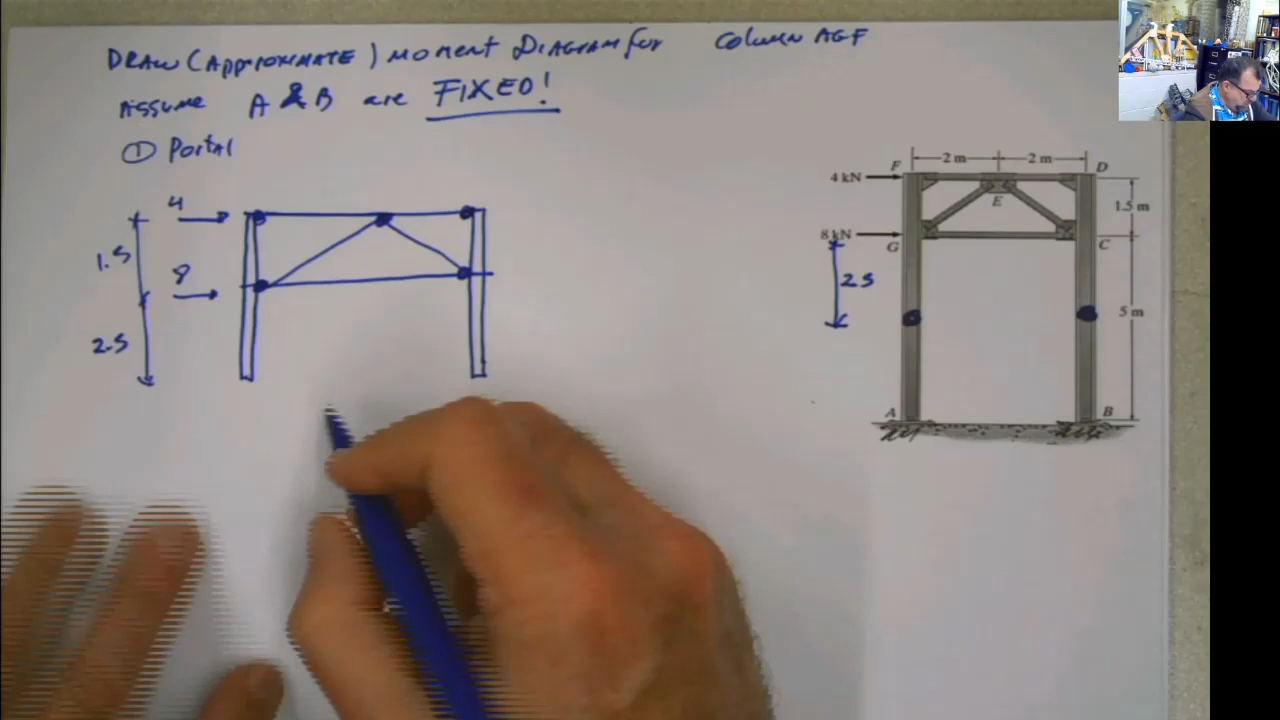 DRAW (APPROXIMATE) MOMENT DIAGRAM for Column AGF
ASSUME A & B are FIXED!
① Portal
4
1.5
8
2.5
F
2 m
2 m
D
4 kN
E
1.5 m
8 kN
G
C
2.5
5 m
A
B